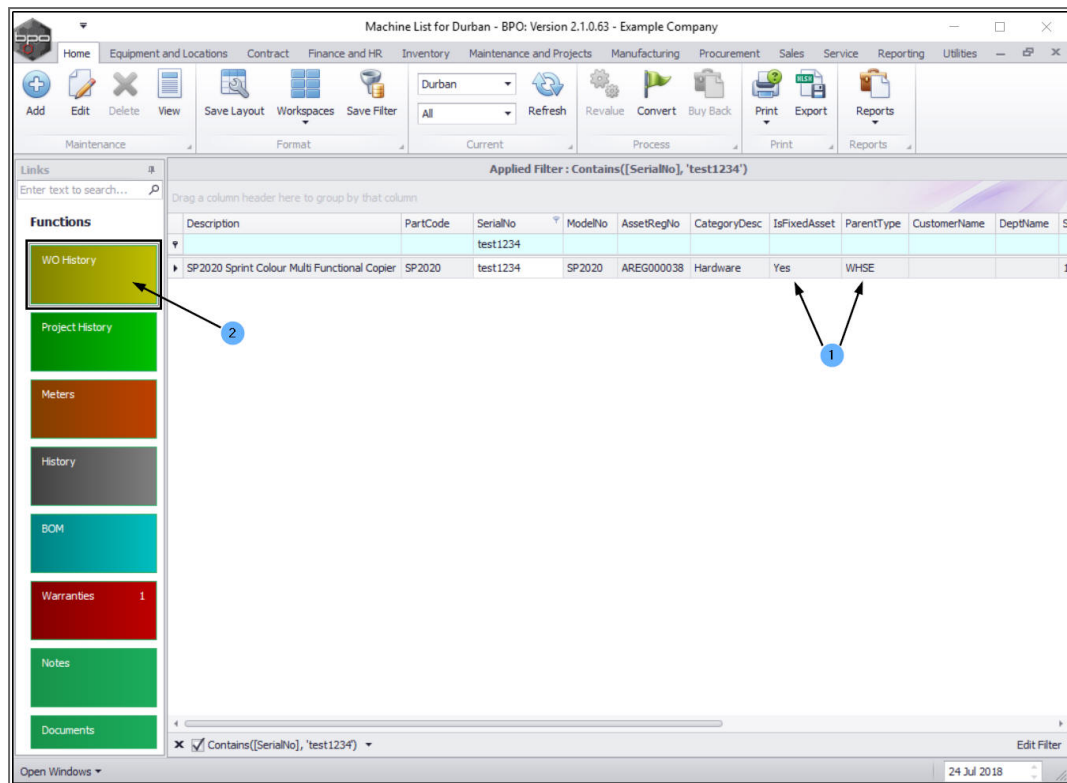 Machine List for Durban - BPO: Version 2.1.0.63 - Example Company
bpo
Home Equipment and Locations Contract Finance and HR Inventory Maintenance and Projects Manufacturing Procurement Sales Service Reporting Utilities
Add Edit Delete View Save Layout Workspaces Save Filter Durban All Refresh Revalue Convert Buy Back Print Export Reports
Maintenance Format Current Process Print Reports
Links
Enter text to search...
Applied Filter : Contains([SerialNo], 'test1234')
Drag a column header here to group by that column
Functions
Description PartCode SerialNo ModelNo AssetRegNo CategoryDesc IsFixedAsset ParentType CustomerName DeptName S
test1234
SP2020 Sprint Colour Multi Functional Copier SP2020 test1234 SP2020 AREG000038 Hardware Yes WHSE 1
WO History
2
1
Project History
Meters
History
BOM
Warranties 1
Notes
Documents
Contains([SerialNo], 'test1234')
Edit Filter
Open Windows
24 Jul 2018